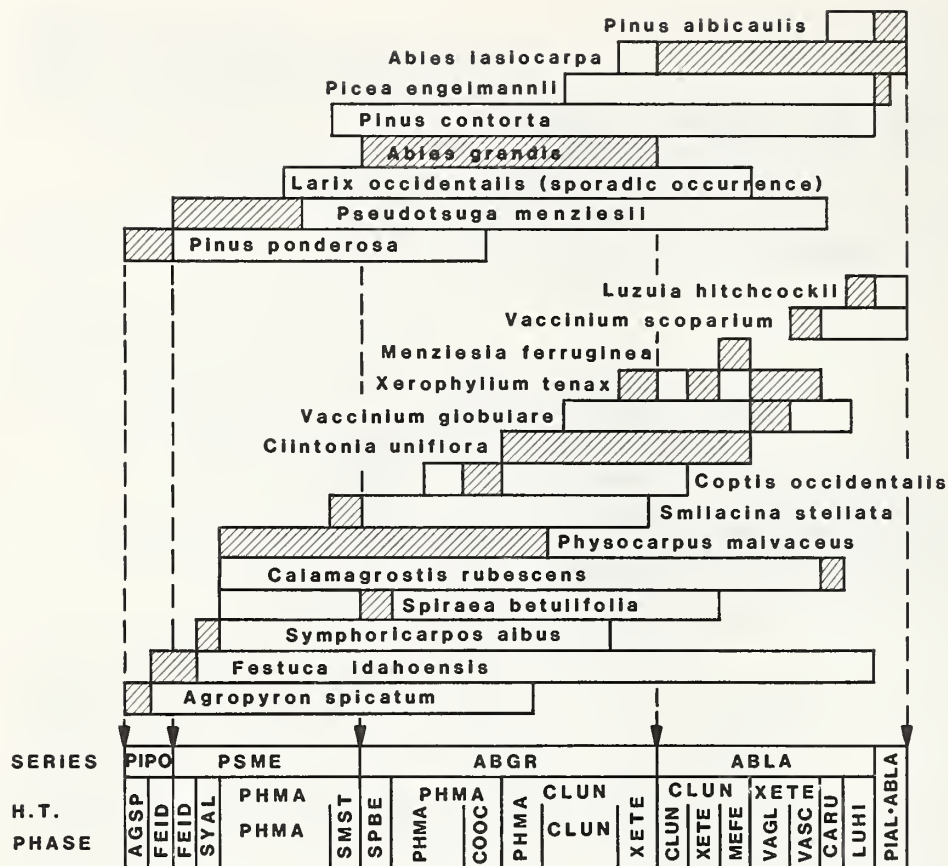 Pinus albicaulis
Abies lasiocarpa
Picea engelmannii
Pinus contorta
Abies grandis
Larix occidentalis (sporadic occurrence)
Pseudotsuga menziesii
Pinus ponderosa
Luzula hitchcockii
Vaccinium scoparium
Menziesia ferruginea
Xerophyllum tenax
Vaccinium globulare
Clintonia uniflora
Coptis occidentalis
Smilacina stellata
Physocarpus malvaceus
Calamagrostis rubescens
Spiraea betulifolia
Symphoricarpos albus
Festuca idahoensis
Agropyron spicatum
SERIES PIPO PSME ABGR ABLA PIAL-ABLA
H.T. AGSP FEID FEID SYAL PHMA SMST SPBE PHMA COOC CLUN CLUN XETE VASC CARU LUHI
PHASE PHMA PHMA PHMA CLUN XETE CLUN XETE MEFE VAGL